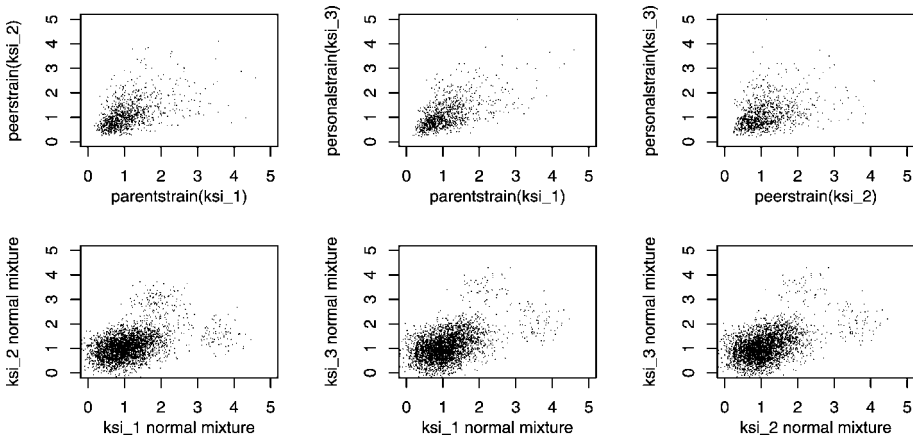 peerstrain(ksi_2)
5
4
3
2
1
0
0 1 2 3 4 5
parentstrain(ksi_1)
personalstrain(ksi_3)
5
4
3
2
1
0
0 1 2 3 4 5
parentstrain(ksi_1)
personalstrain(ksi_3)
5
4
3
2
1
0
0 1 2 3 4 5
peerstrain(ksi_2)
ksi_2 normal mixture
5
4
3
2
1
0
0 1 2 3 4 5
ksi_1 normal mixture
ksi_3 normal mixture
5
4
3
2
1
0
0 1 2 3 4 5
ksi_1 normal mixture
ksi_3 normal mixture
5
4
3
2
1
0
0 1 2 3 4 5
ksi_2 normal mixture